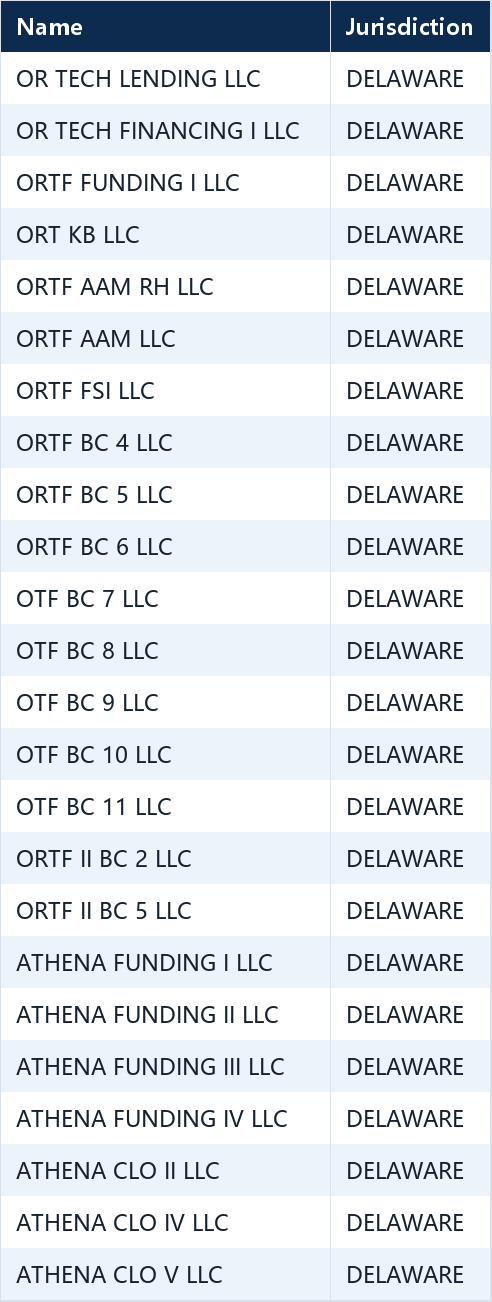 Name Jurisdiction
OR TECH LENDING LLC DELAWARE
OR TECH FINANCING I LLC DELAWARE
ORTF FUNDING I LLC DELAWARE
ORT KB LLC DELAWARE
ORTF AAM RH LLC DELAWARE
ORTF AAM LLC DELAWARE
ORTF FSI LLC DELAWARE
ORTF BC 4 LLC DELAWARE
ORTF BC 5 LLC DELAWARE
ORTF BC 6 LLC DELAWARE
OTF BC 7 LLC DELAWARE
OTF BC 8 LLC DELAWARE
OTF BC 9 LLC DELAWARE
OTF BC 10 LLC DELAWARE
OTF BC 11 LLC DELAWARE
ORTF II BC 2 LLC DELAWARE
ORTF II BC 5 LLC DELAWARE
ATHENA FUNDING I LLC DELAWARE
ATHENA FUNDING II LLC DELAWARE
ATHENA FUNDING III LLC DELAWARE
ATHENA FUNDING IV LLC DELAWARE
ATHENA CLO II LLC DELAWARE
ATHENA CLO IV LLC DELAWARE
ATHENA CLO V LLC DELAWARE